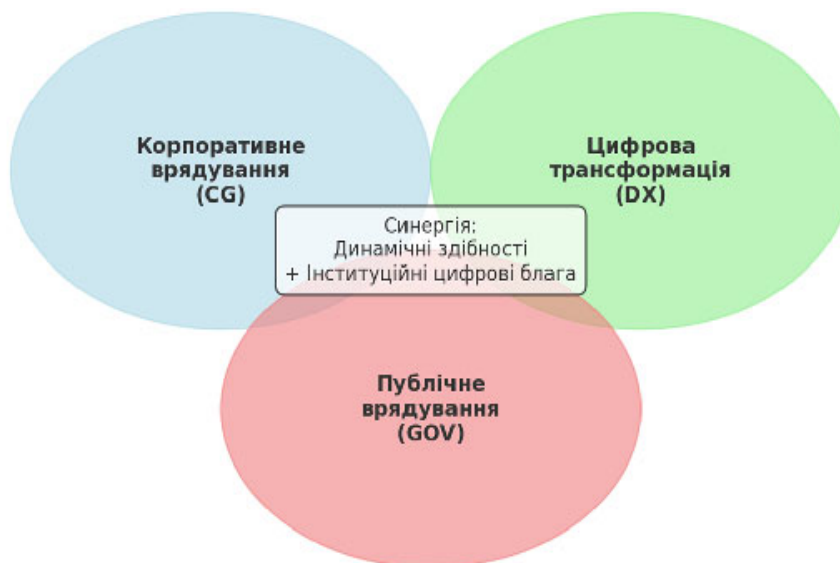 Корпоративне
врядування
(CG)
Цифрова
трансформація
(DX)
Синергія:
Динамічні здібності
+ Інституційні цифрові блага
Публічне
врядування
(GOV)